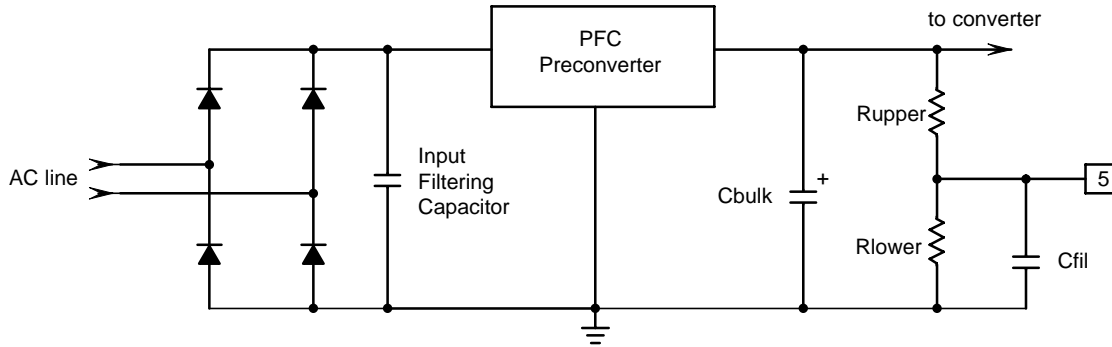 to converter
PFC
Preconverter
Rupper
AC line
Input
Filtering
Capacitor
Cbulk
+
5
Rlower
Cfil